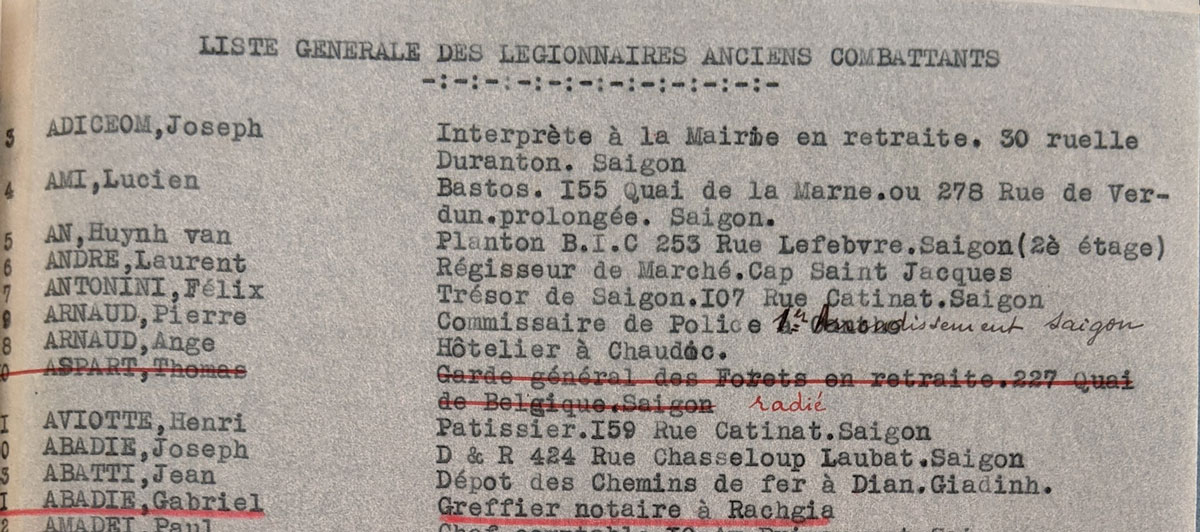 LISTE GENERALE DES LEGIONNAIRES ANCIENS COMBATTANTS
-:-:-:-:-:-:-:-:-:-:-:-
3 ADICEOM,Joseph Interprète à la Mairie en retraite. 30 ruelle
Duranton. Saigon
4 AMI,Lucien Bastos. I55 Quai de la Marne.ou 278 Rue de Ver-
dun.prolongée. Saigon.
5 AN,Huynh van Planton B.I.C 253 Rue Lefebvre.Saigon(2è étage)
6 ANDRE,Laurent Régisseur de Marché.Cap Saint Jacques
7 ANTONINI,Félix Trésor de Saigon.I07 Rue Catinat.Saigon
9 ARNAUD,Pierre Commissaire de Police Saigon
8 ARNAUD,Ange Hôtelier à Chaudoc.
ASPART,Thomas Garde général des Forets en retraite.227 Quai
de Belgique.Saigon radié
I AVIOTTE,Henri Patissier.I59 Rue Catinat.Saigon
0 ABADIE,Joseph D & R 424 Rue Chasseloup Laubat.Saigon
3 ABATTI,Jean Dépot des Chemins de fer à Dian.Giadinh.
I ABADIE,Gabriel Greffier notaire à Rachgia
2 AMADEI,Paul